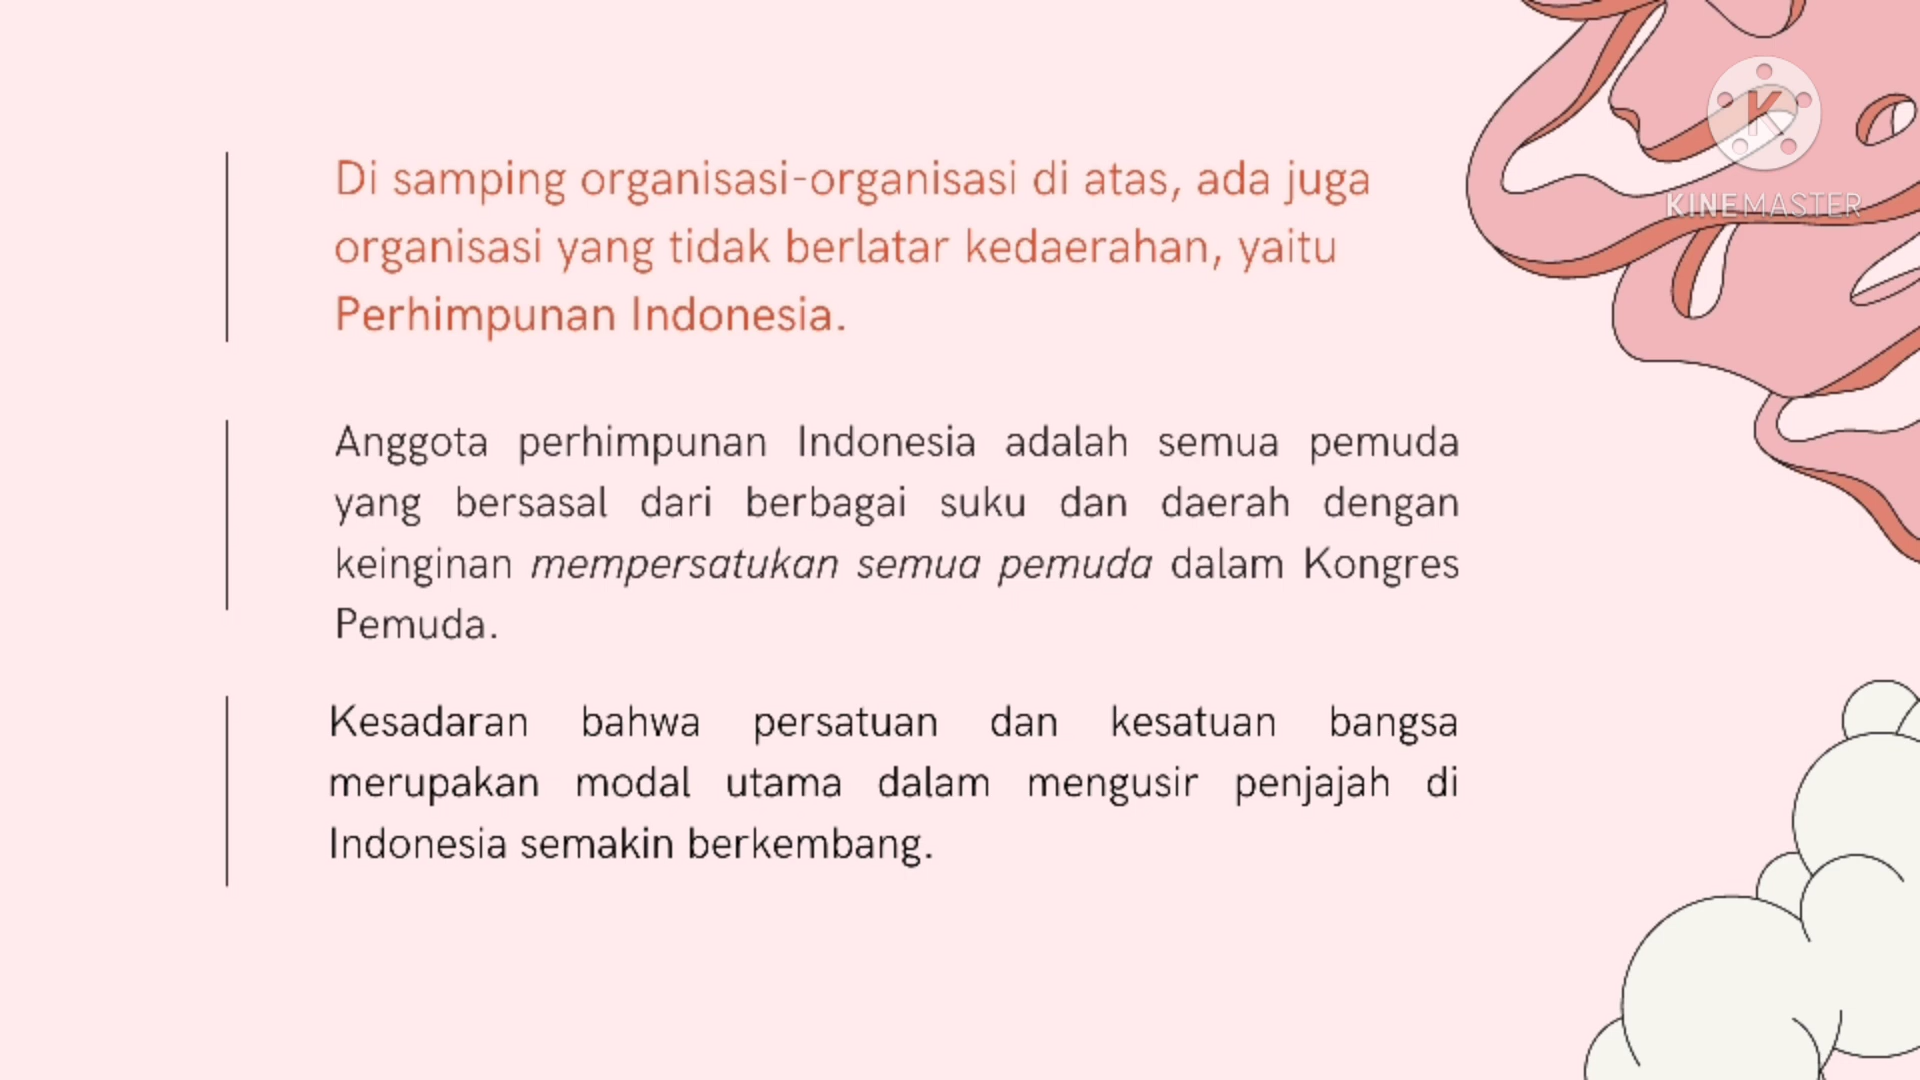 Di samping organisasi-organisasi di atas, ada juga
organisasi yang tidak berlatar kedaerahan, yaitu
Perhimpunan Indonesia.
Anggota perhimpunan Indonesia adalah semua pemuda
yang bersasal dari berbagai suku dan daerah dengan
keinginan mempersatukan semua pemuda dalam Kongres
Pemuda.
Kesadaran bahwa persatuan dan kesatuan bangsa
merupakan modal utama dalam mengusir penjajah di
Indonesia semakin berkembang.
K
KINEMASTER